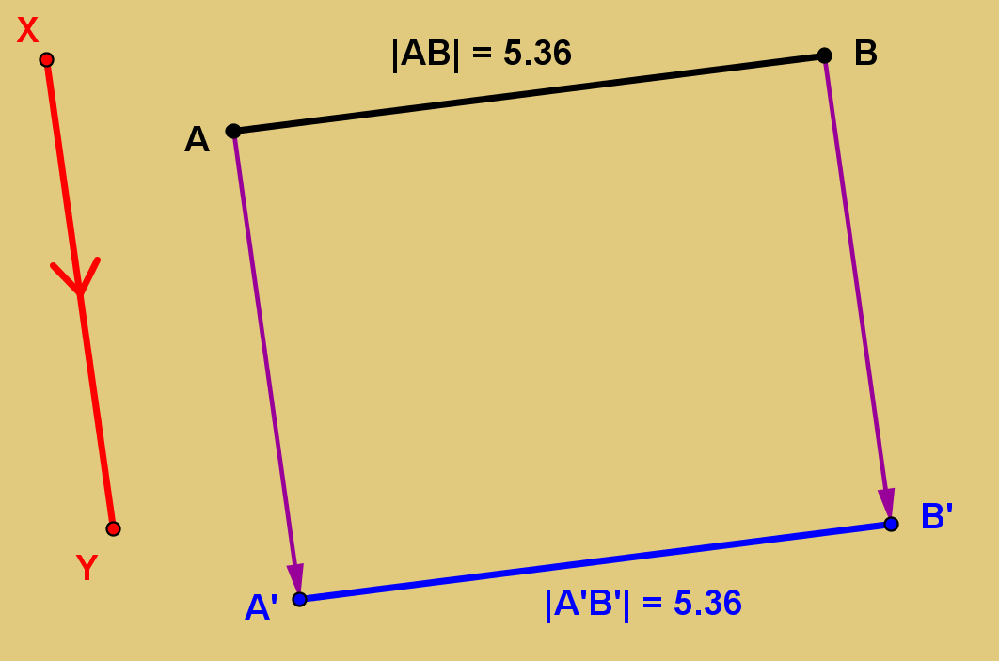 X
|AB| = 5.36
B
A
B'
Y
A'
|A'B'| = 5.36